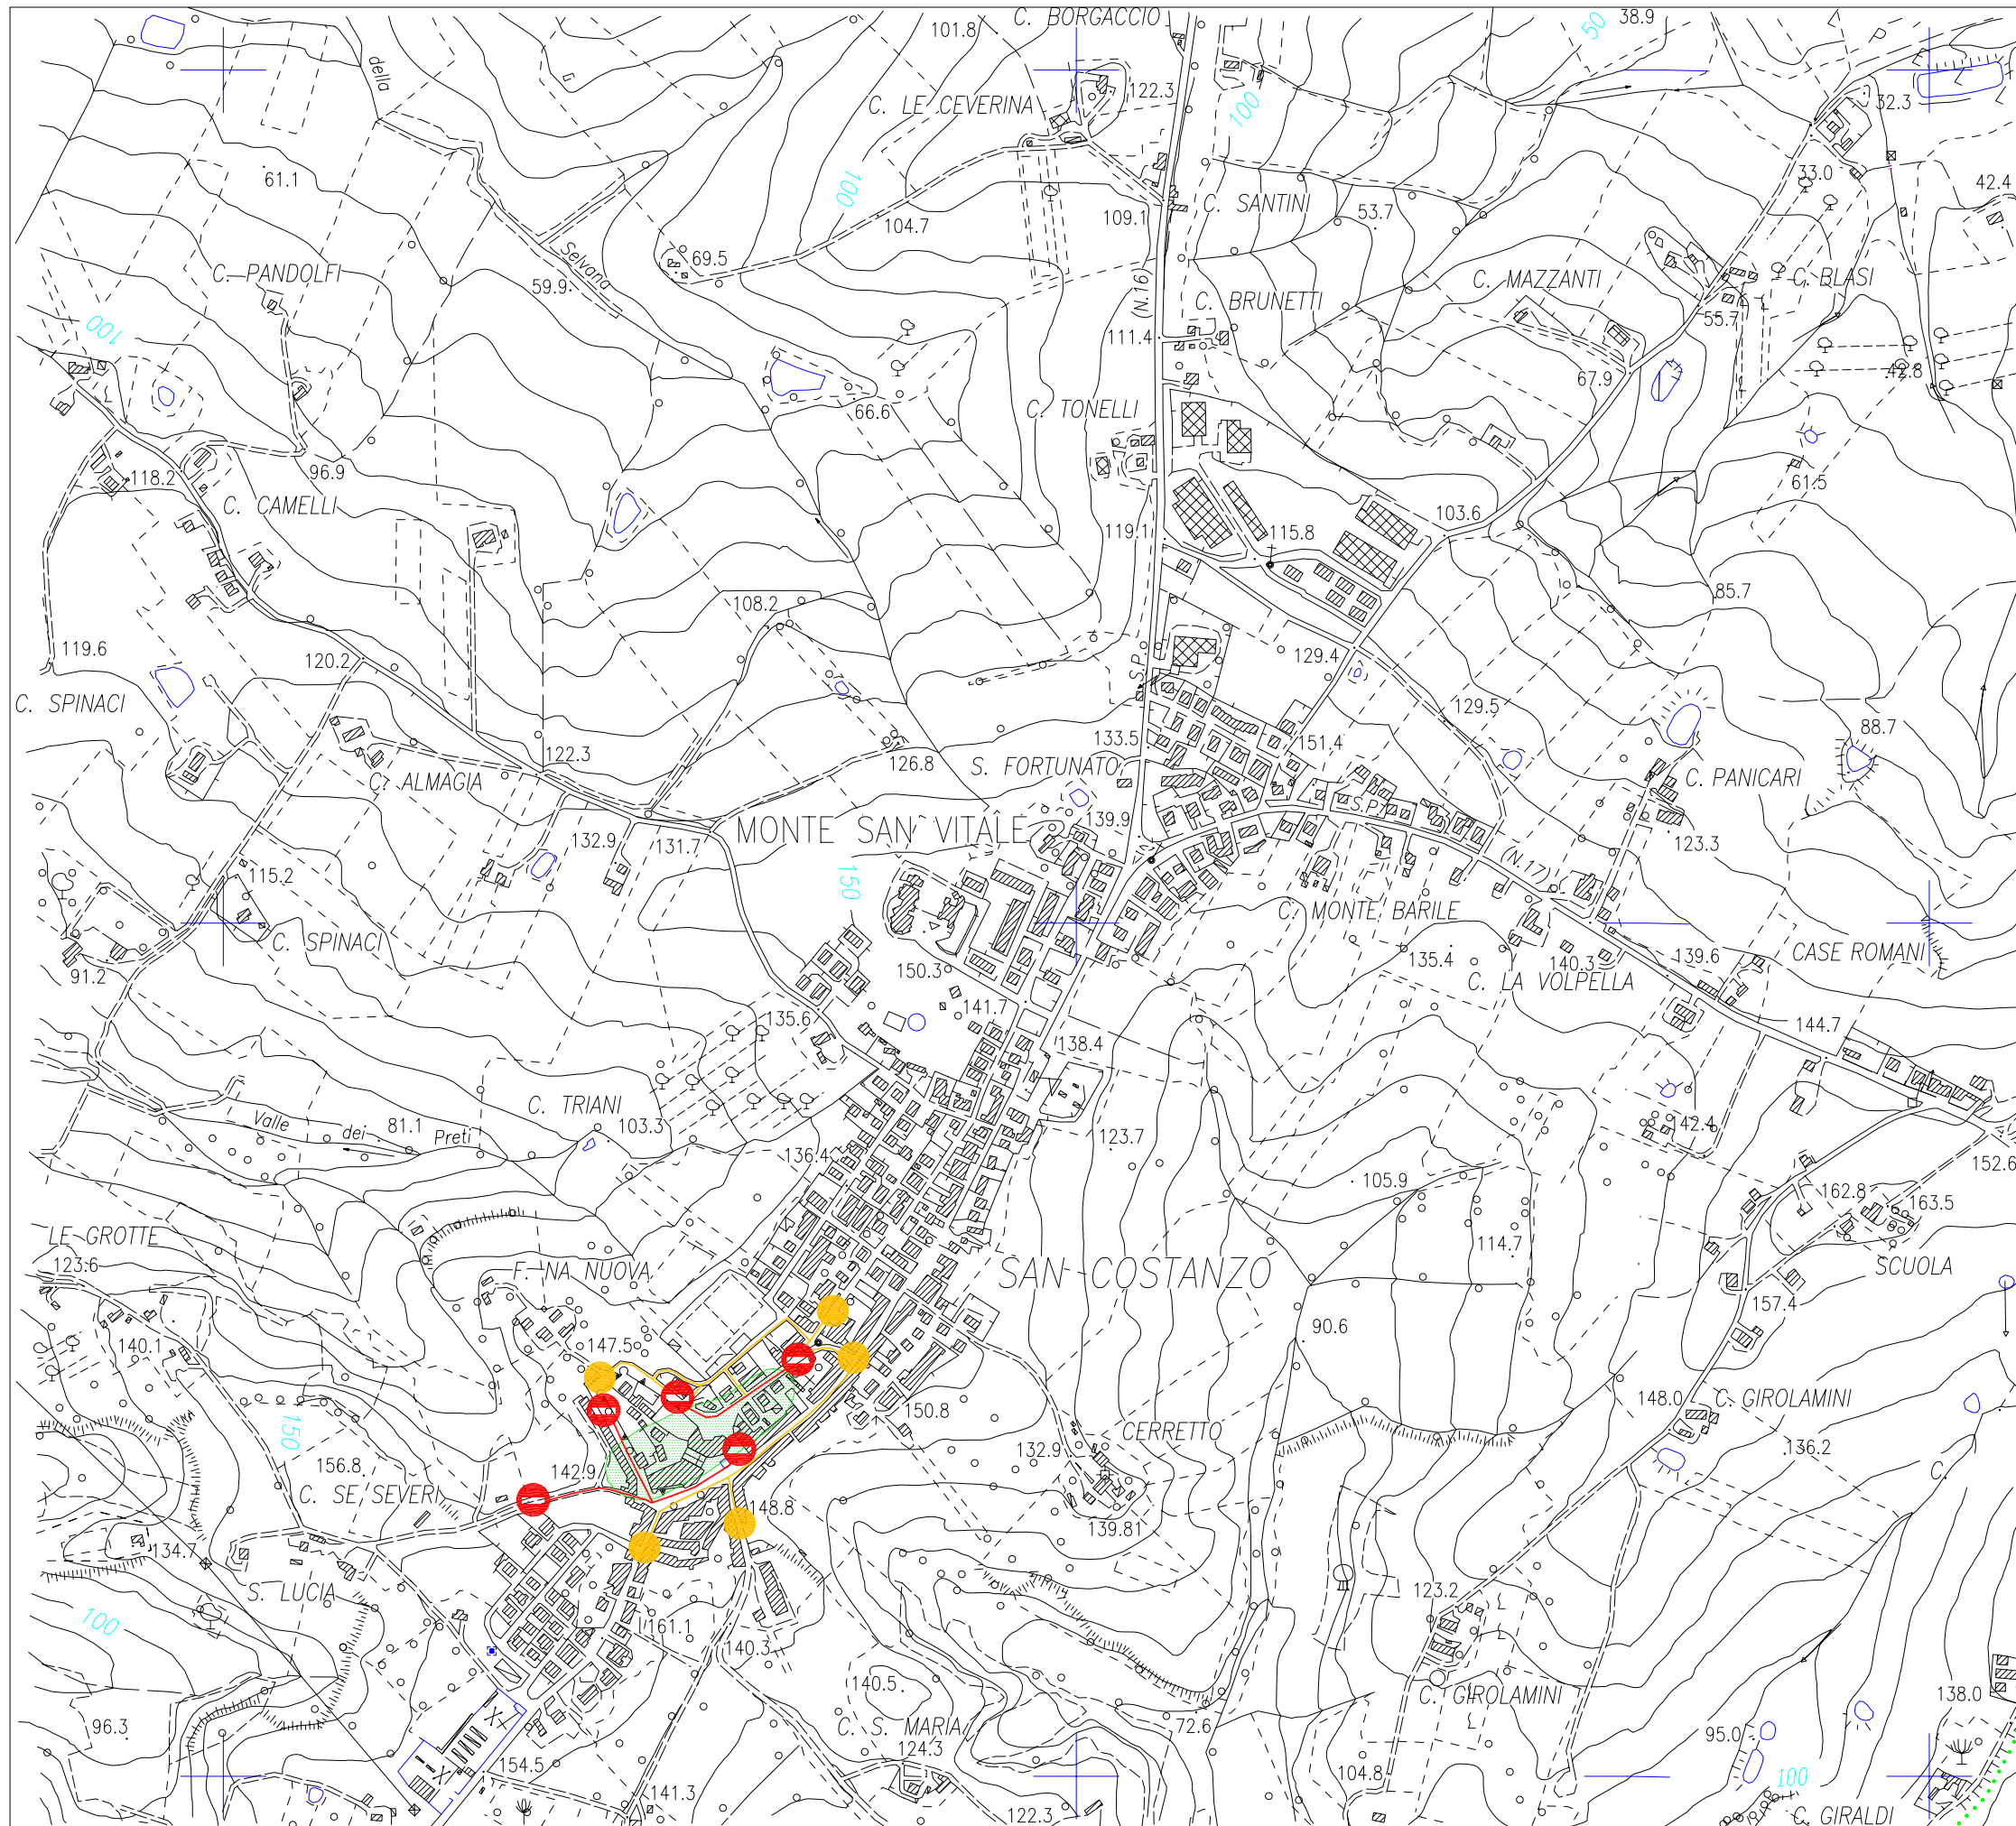 C. BORGACCIO
38.9
50
101.8
della
C. LE CEVERINA
122.3
100
32.3
61.1
100
33.0
42.4
109.1
C. SANTINI
53.7
104.7
Selvana
69.5
C. PANDOLFI
59.9
(N.16)
C. BRUNETTI
C. MAZZANTI
C. BLASI
55.7
100
111.4
67.9
42.8
66.6
C. TONELLI
96.9
118.2
C. CAMELLI
61.5
103.6
119.1
115.8
108.2
85.7
119.6
120.2
129.4
S.P.
C. SPINACI
129.5
88.7
133.5
151.4
122.3
126.8
S. FORTUNATO
C. ALMAGIA
C. PANICARI
S.P.
139.9
132.9
131.7
MONTE SAN VITALE
123.3
(N.17)
115.2
150
C. MONTE BARILE
C. SPINACI
135.4
140.3
139.6
CASE ROMANI
91.2
150.3
C. LA VOLPELLA
141.7
135.6
144.7
138.4
C. TRIANI
103.3
Valle dei Preti
81.1
142.4
123.7
136.4
152.6
105.9
162.8
163.5
LE GROTTE
114.7
123.6
F. NA NUOVA
SAN COSTANZO
SCUOLA
157.4
90.6
140.1
147.5
148.0
C. GIROLAMINI
150
150.8
CERRETTO
132.9
136.2
156.8
142.9
C.
C. SE SEVERI
148.8
139.81
134.7
S. LUCIA
123.2
100
161.1
140.3
140.5
C. GIROLAMINI
138.0
96.3
C. S. MARIA
72.6
95.0
124.3
154.5
104.8
100
141.3
122.3
C. GIRALDI